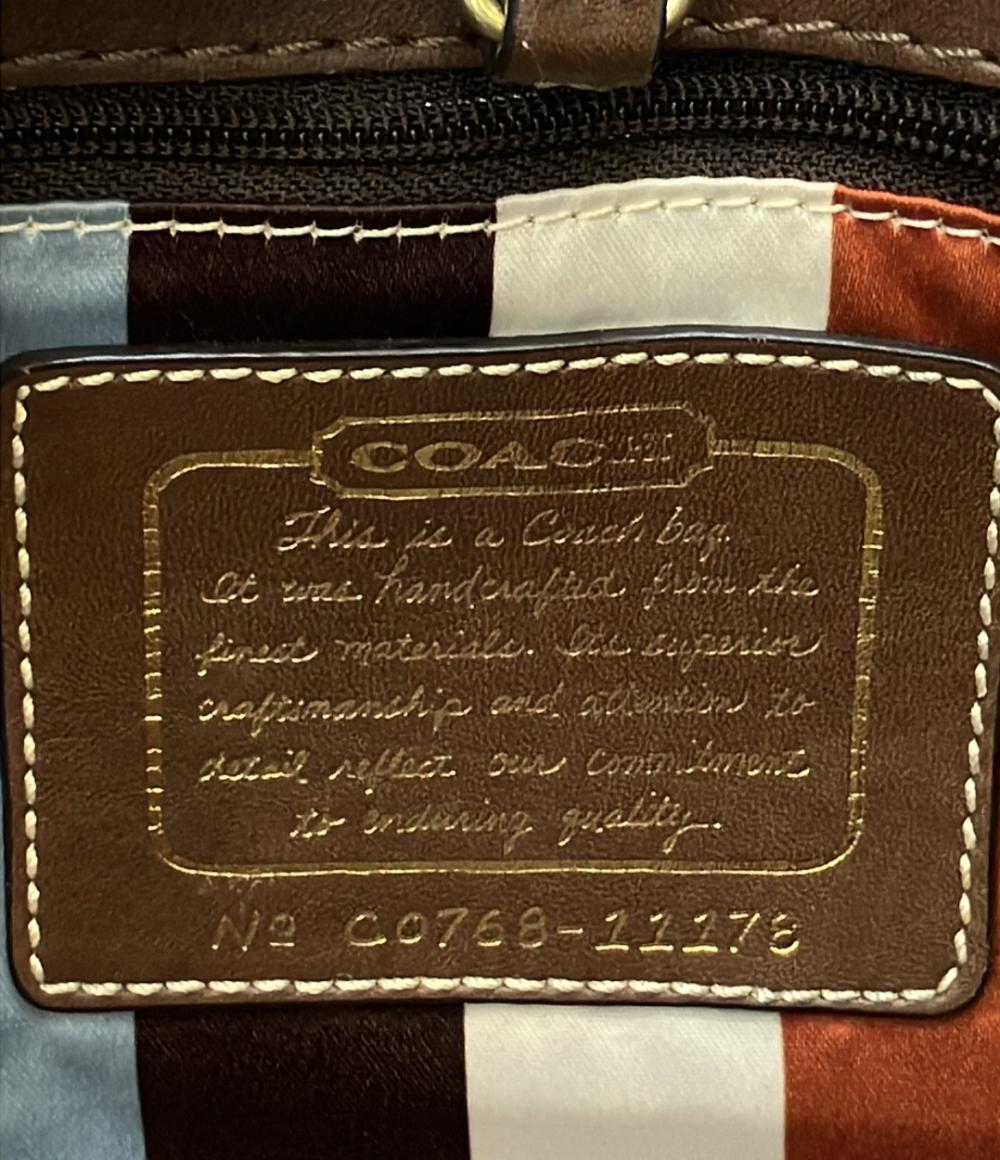 COACH
This is a Coach bag.
It was handcrafted from the
finest materials. Its superior
craftsmanship and attention to
detail reflect our commitment
to enduring quality.
Nº C0768-11178